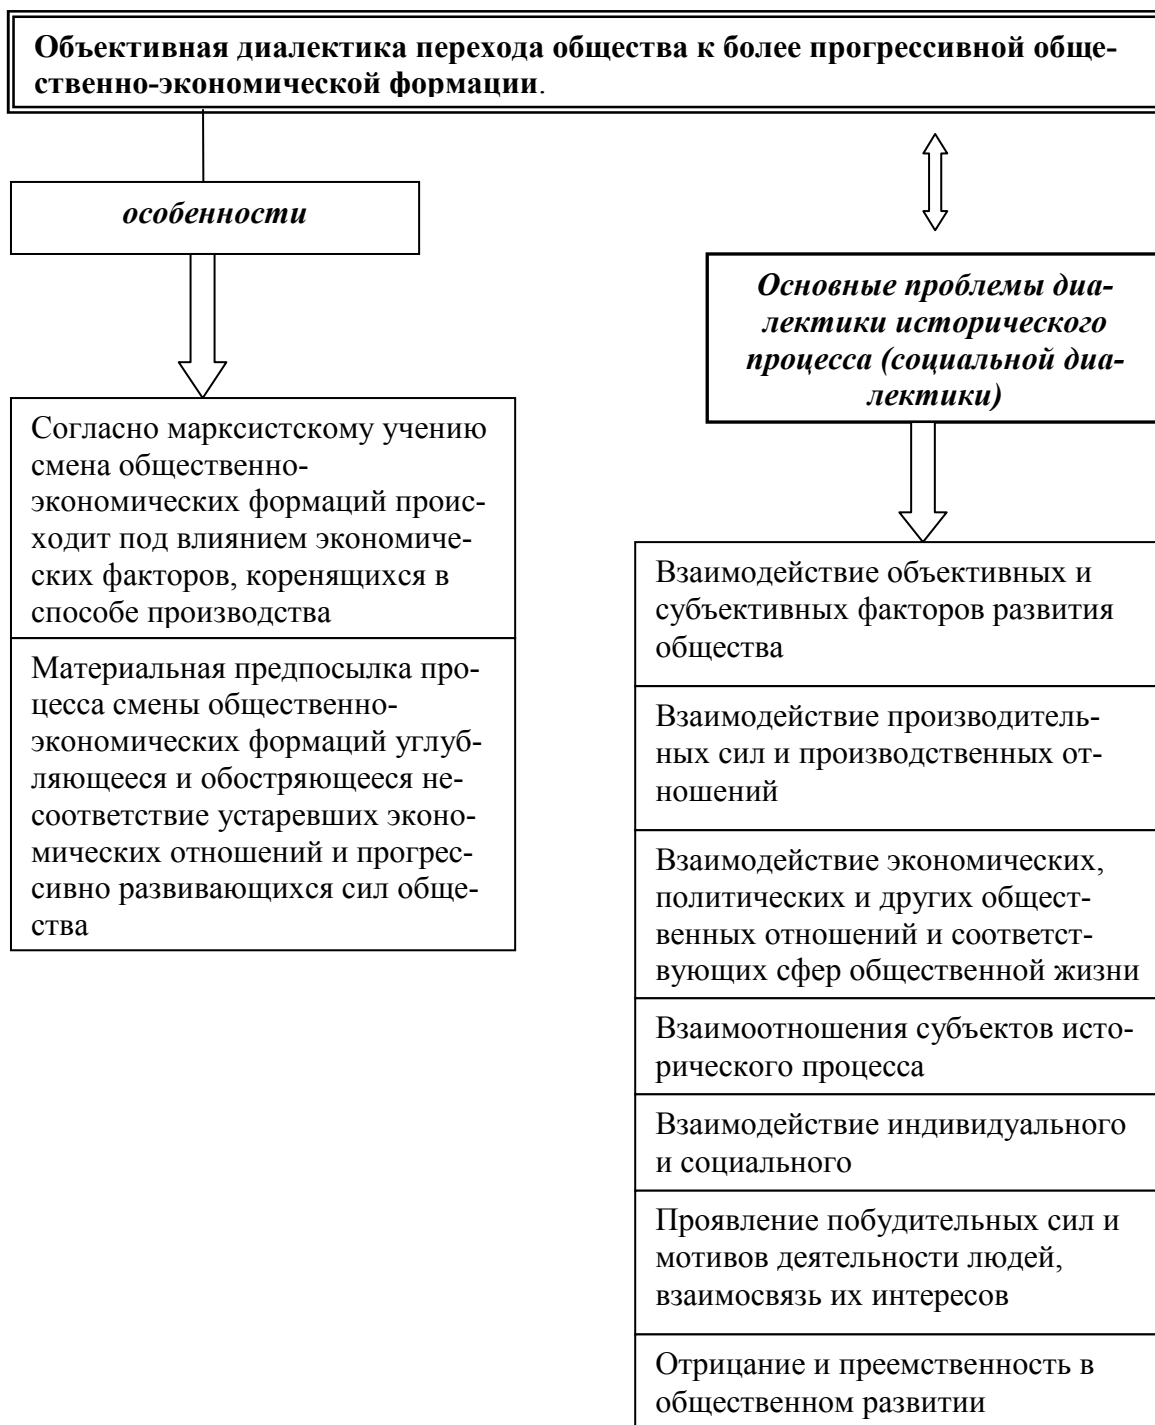 Объективная диалектика перехода общества к более прогрессивной обще-
ственно-экономической формации.
особенности
Согласно марксистскому учению
смена общественно-
экономических формаций проис-
ходит под влиянием экономиче-
ских факторов, коренящихся в
способе производства
Материальная предпосылка про-
цесса смены общественно-
экономических формаций углуб-
ляющееся и обостряющееся не-
соответствие устаревших эконо-
мических отношений и прогрес-
сивно развивающихся сил обще-
ства
Основные проблемы диа-
лектики исторического
процесса (социальной диа-
лектики)
Взаимодействие объективных и
субъективных факторов развития
общества
Взаимодействие производитель-
ных сил и производственных от-
ношений
Взаимодействие экономических,
политических и других общест-
венных отношений и соответст-
вующих сфер общественной жизни
Взаимоотношения субъектов исто-
рического процесса
Взаимодействие индивидуального
и социального
Проявление побудительных сил и
мотивов деятельности людей,
взаимосвязь их интересов
Отрицание и преемственность в
общественном развитии